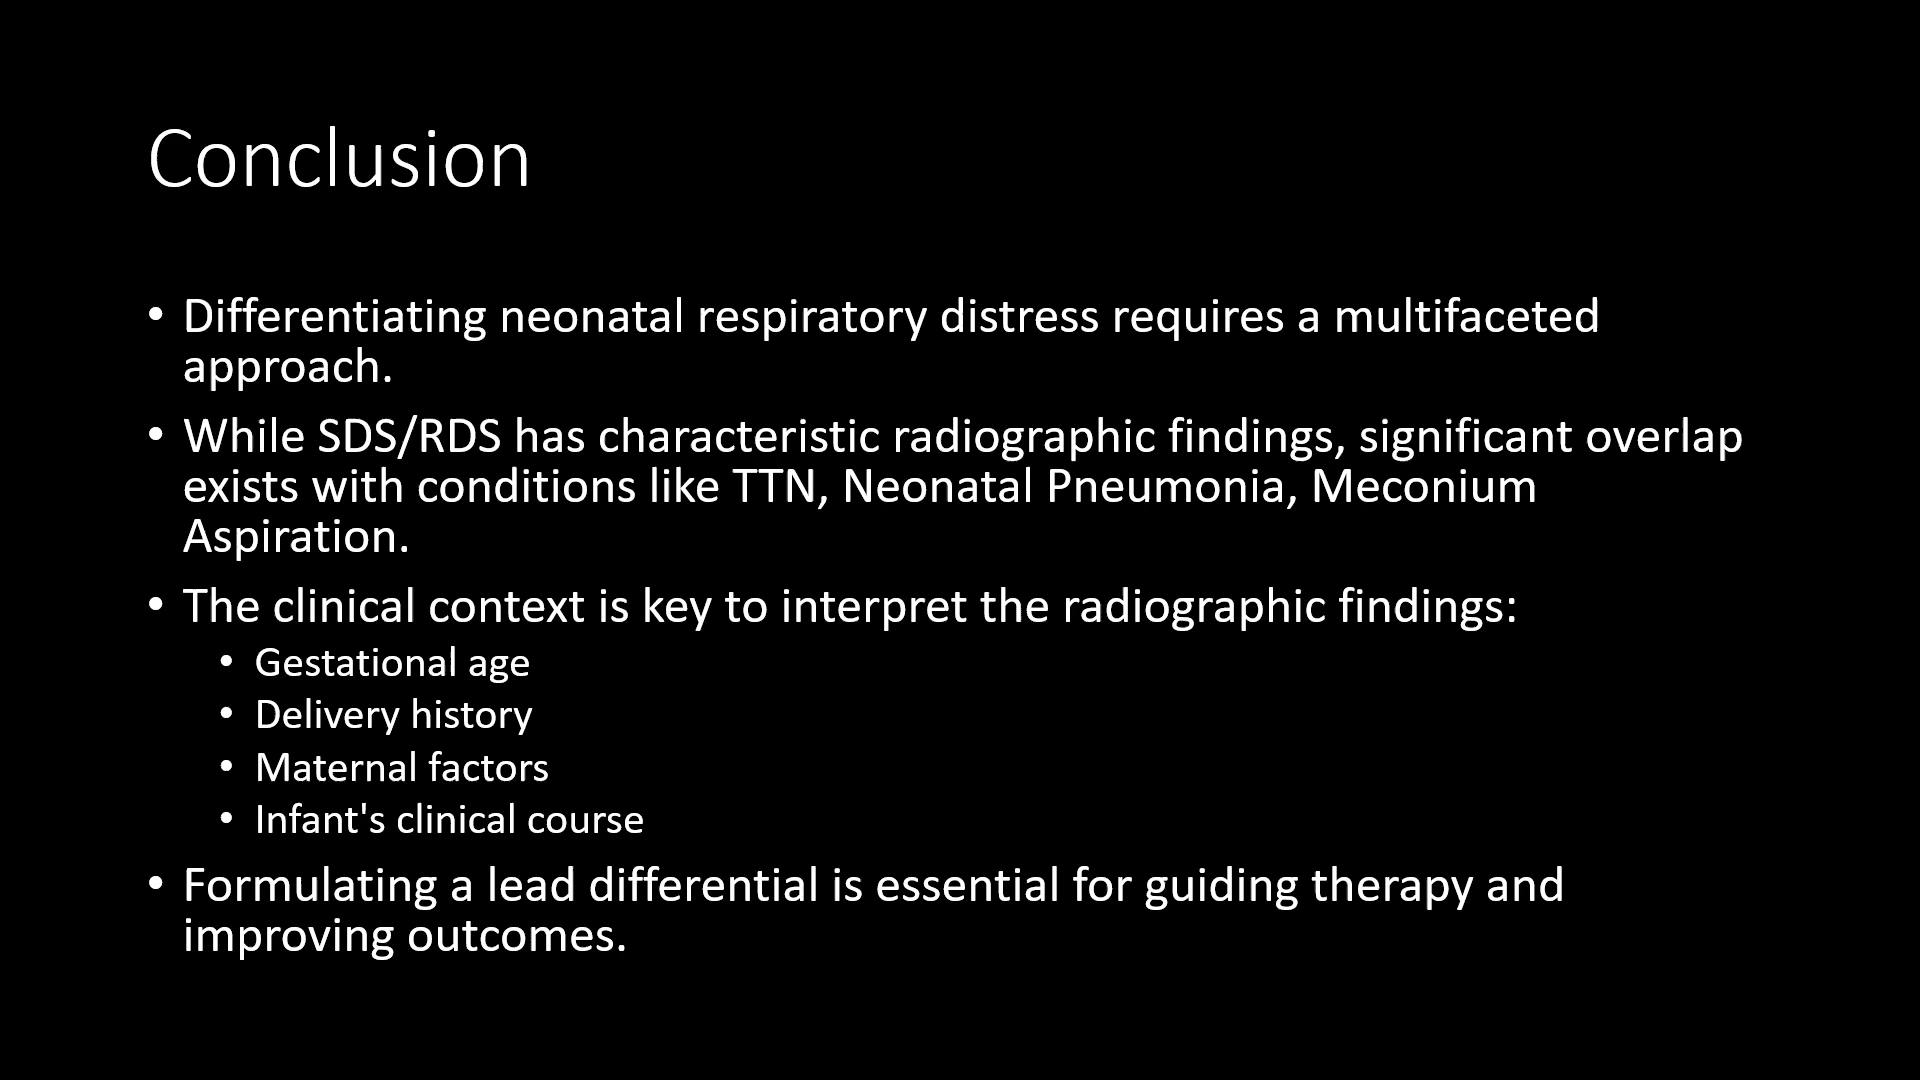 Conclusion
• Differentiating neonatal respiratory distress requires a multifaceted
approach.
• While SDS/RDS has characteristic radiographic findings, significant overlap
exists with conditions like TTN, Neonatal Pneumonia, Meconium
Aspiration.
• The clinical context is key to interpret the radiographic findings:
• Gestational age
• Delivery history
• Maternal factors
• Infant's clinical course
• Formulating a lead differential is essential for guiding therapy and
improving outcomes.